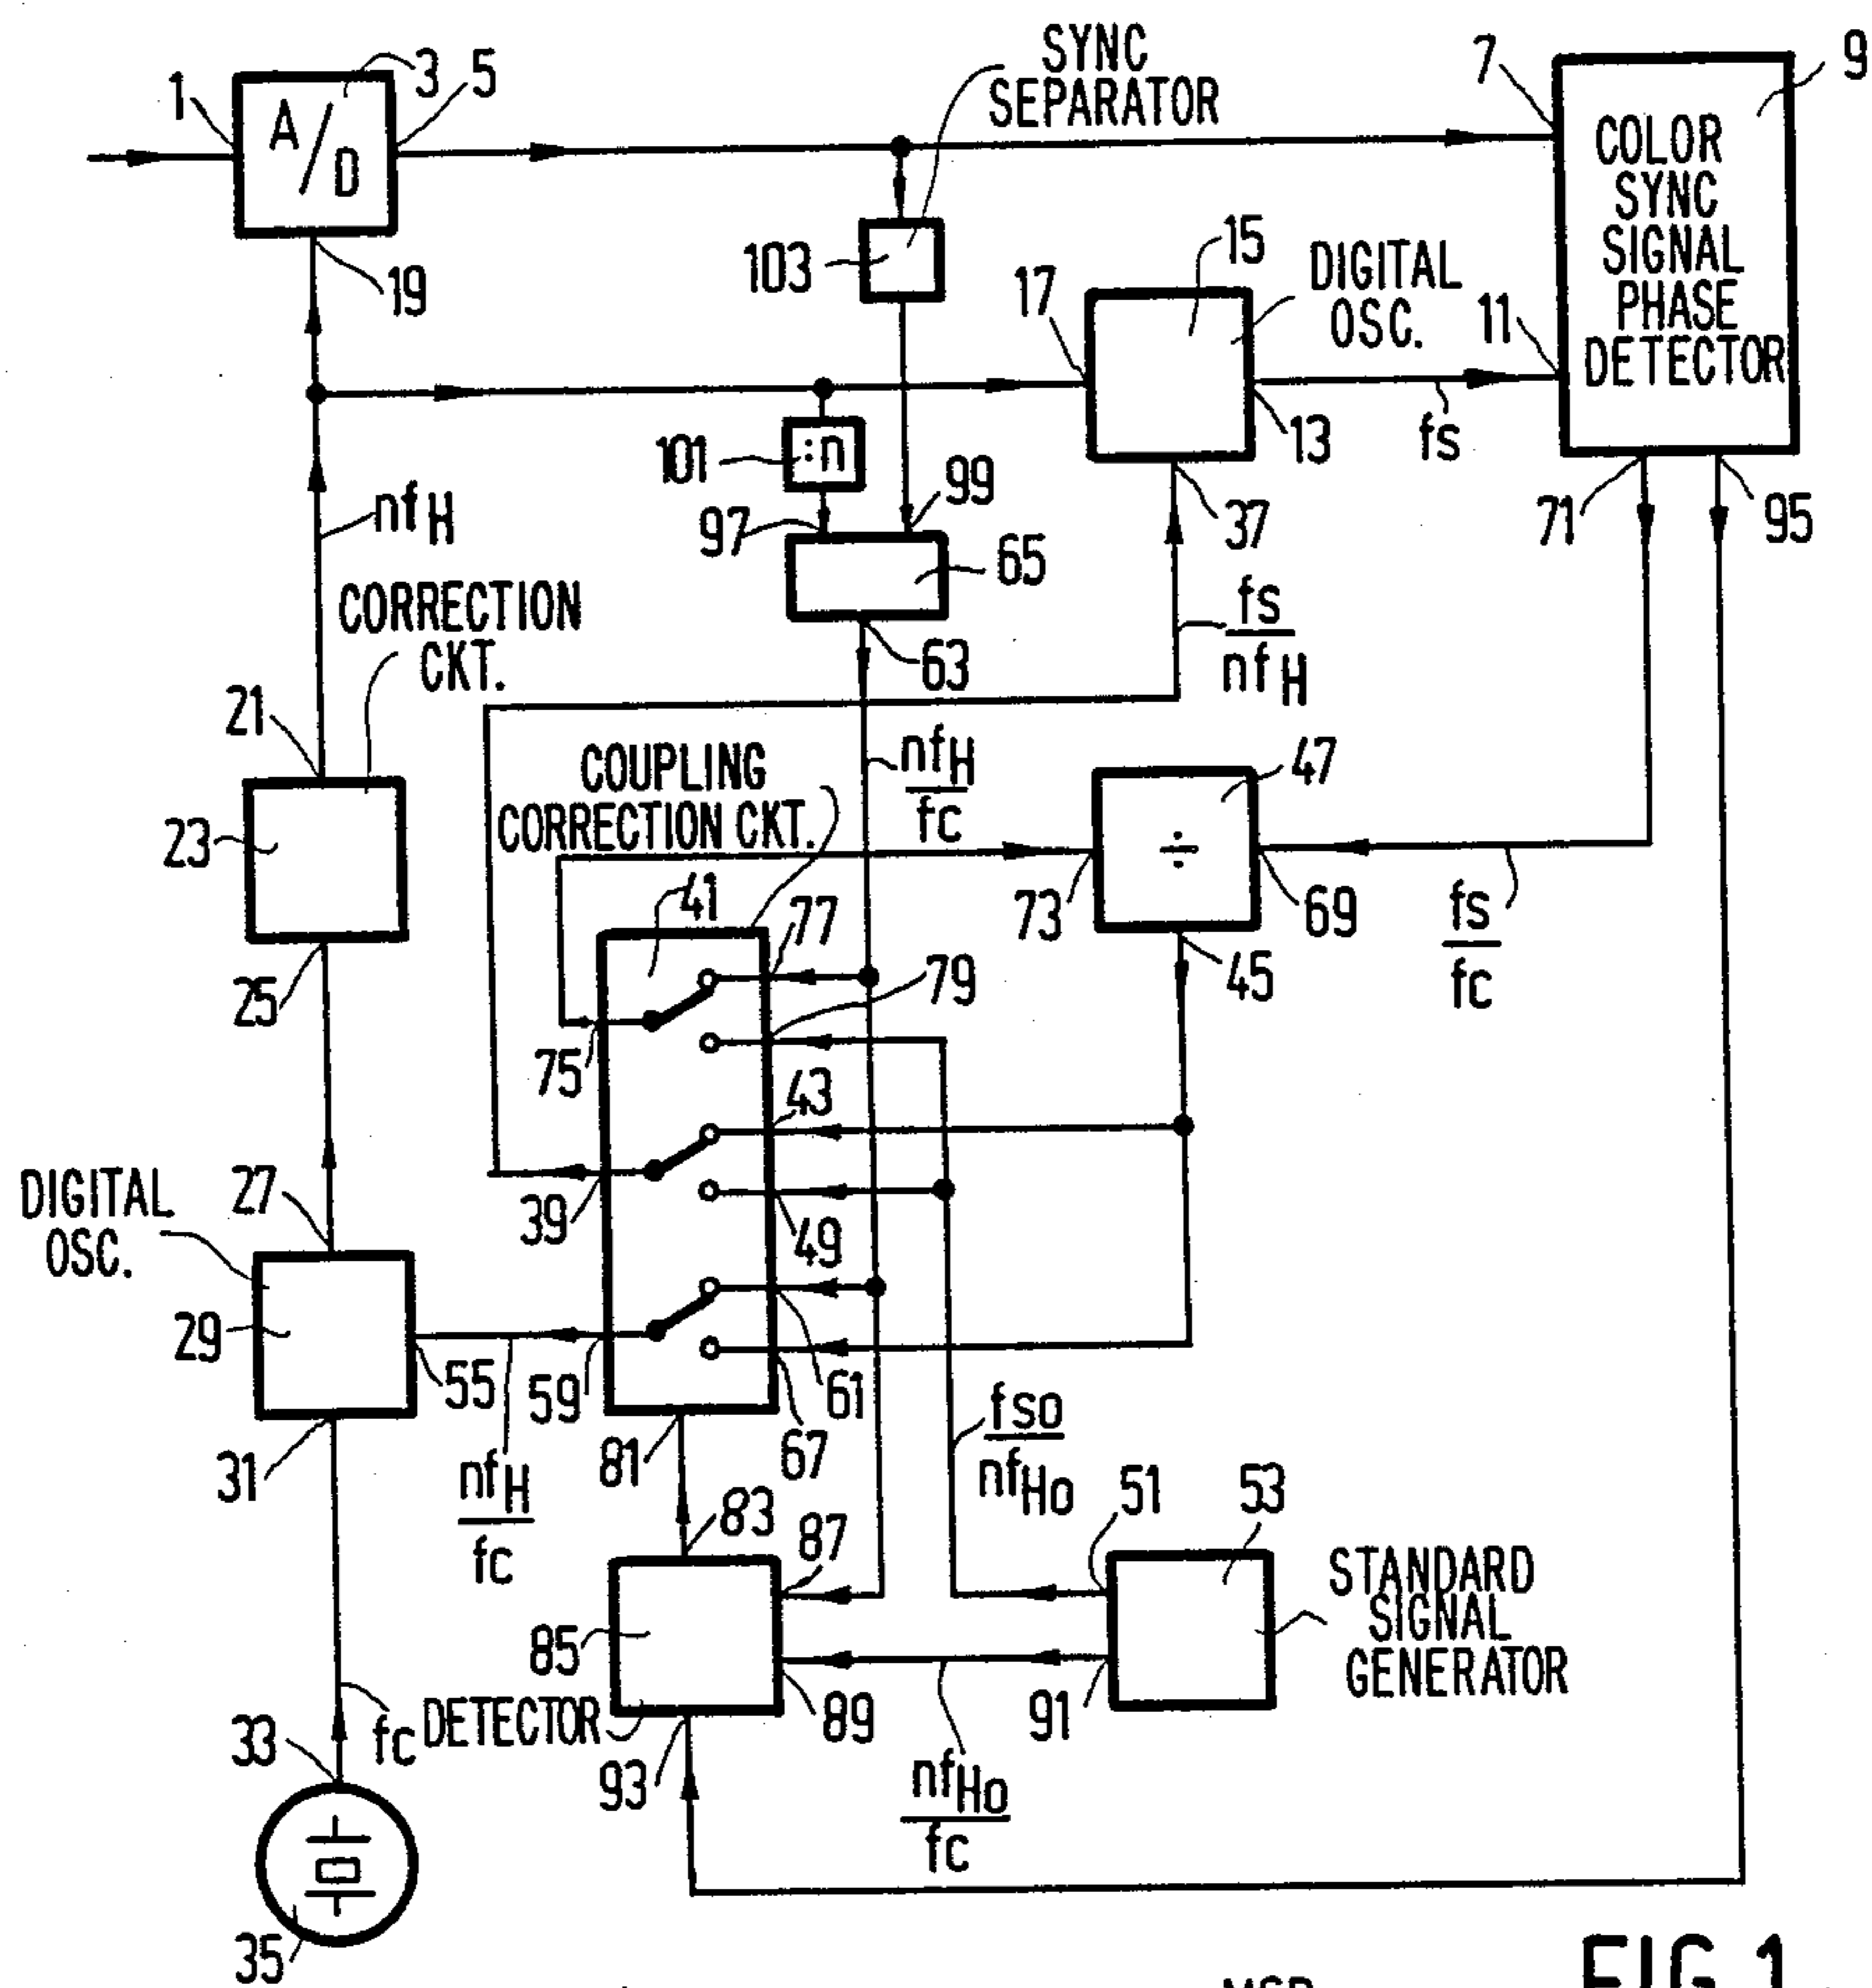 SYNC
SEPARATOR
1
3
5
7
9
A/D
COLOR
SYNC
SIGNAL
PHASE
DETECTOR
19
103
17
15
DIGITAL
OSC.
11
13
fs
101
:n
99
97
65
37
71
95
nfH
CORRECTION
CKT.
63
fs
nfH
21
23
25
COUPLING
CORRECTION CKT.
nfH
fc
47
÷
73
69
fs
fc
41
77
79
45
75
43
39
49
DIGITAL
OSC.
27
29
55
59
61
67
31
nfH
fc
81
fso
nfHo
83
87
51
53
STANDARD
SIGNAL
GENERATOR
85
DETECTOR
89
91
93
nfHo
fc
33
fc
35
FIG.1